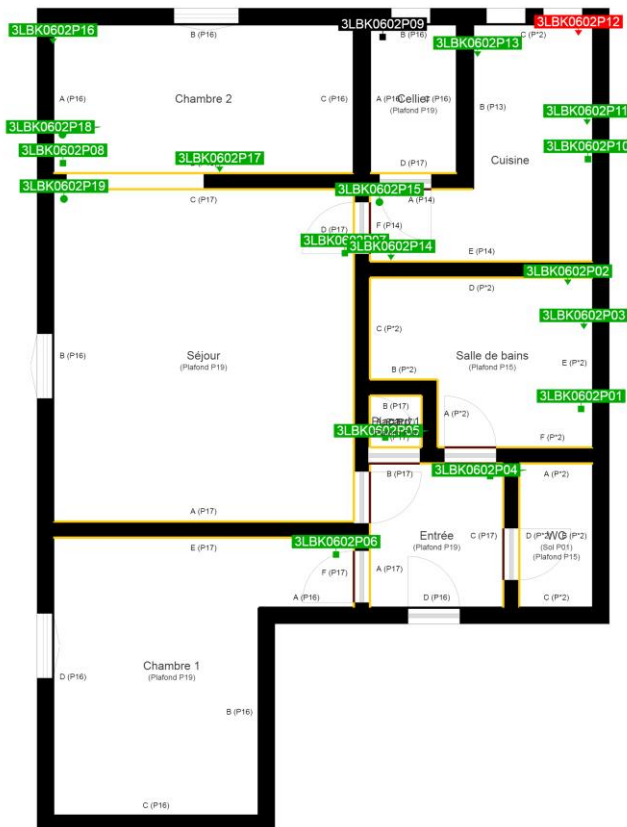 3LBK0602P09
3LBK0602P12
3LBK0602P16
B (P16)
B (P16)
C (P*2)
3LBK0602P13
A (P16)
Chambre 2
C (P16)
A (P16)
Cellier
C (P16)
(Plafond P19)
B (P13)
3LBK0602P11
3LBK0602P18
3LBK0602P10
3LBK0602P08
3LBK0602P17
D (P17)
Cuisine
3LBK0602P19
C (P17)
3LBK0602P15
A (P14)
D (P17)
F (P14)
3LBK0602P14
E (P14)
3LBK0602P02
D (P*2)
3LBK0602P03
C (P*2)
B (P16)
Séjour
(Plafond P19)
Salle de bains
(Plafond P15)
E (P*2)
B (P*2)
3LBK0602P01
B (P17)
A (P*2)
3LBK0602P05
F (P*2)
3LBK0602P04
B (P17)
A (P*2)
A (P17)
Entrée
(Plafond P19)
C (P17)
D (P*2)
WC
B (P*2)
(Sol P01)
(Plafond P15)
3LBK0602P06
E (P17)
F (P17)
A (P17)
A (P16)
D (P16)
C (P*2)
Chambre 1
(Plafond P19)
D (P16)
B (P16)
C (P16)